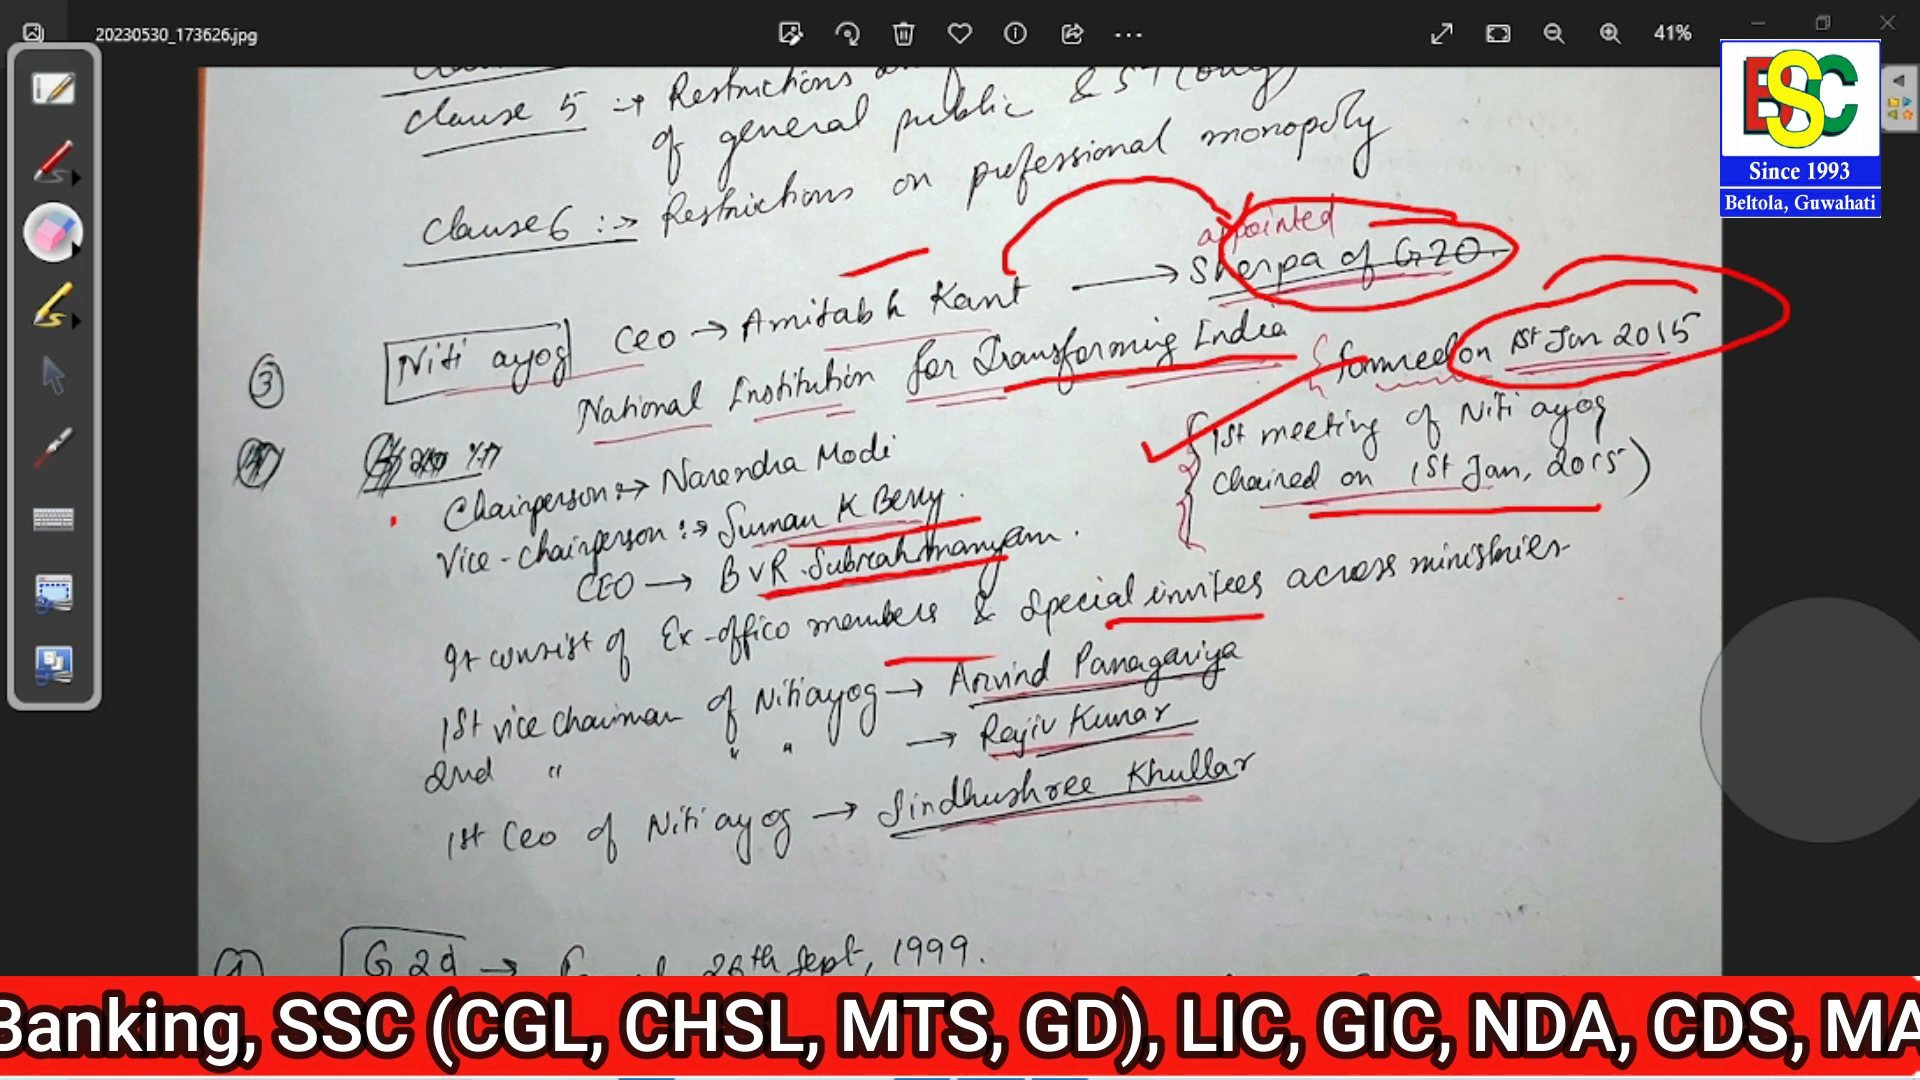 20230530_173626.jpg
41%
BSC
Since 1993
Beltola, Guwahati
Clause 5 :→ Restrictions
of general public & ST (only)
Clause 6 :→ Restrictions on professional monopoly
appointed
③ Niti ayog CEO → Amitabh Kant → Sherpa of G20.
National Institution for Transforming India { formed on 1st Jan 2015
Chairperson :→ Narendra Modi
{ 1st meeting of Niti ayog
chaired on 1st Jan, 2015)
Vice-chairperson :→ Suman K Berry.
CEO → BVR Subrahmanyam.
It consist of Ex-offico members & Special invitees across ministries
1st vice chairman of Nitiayog → Arvind Panagariya
2nd " " " → Rajiv Kumar
1st Ceo of Niti ayog → Sindhushree Khullar
G20 → 26th Sept, 1999.
Banking, SSC (CGL, CHSL, MTS, GD), LIC, GIC, NDA, CDS, MA